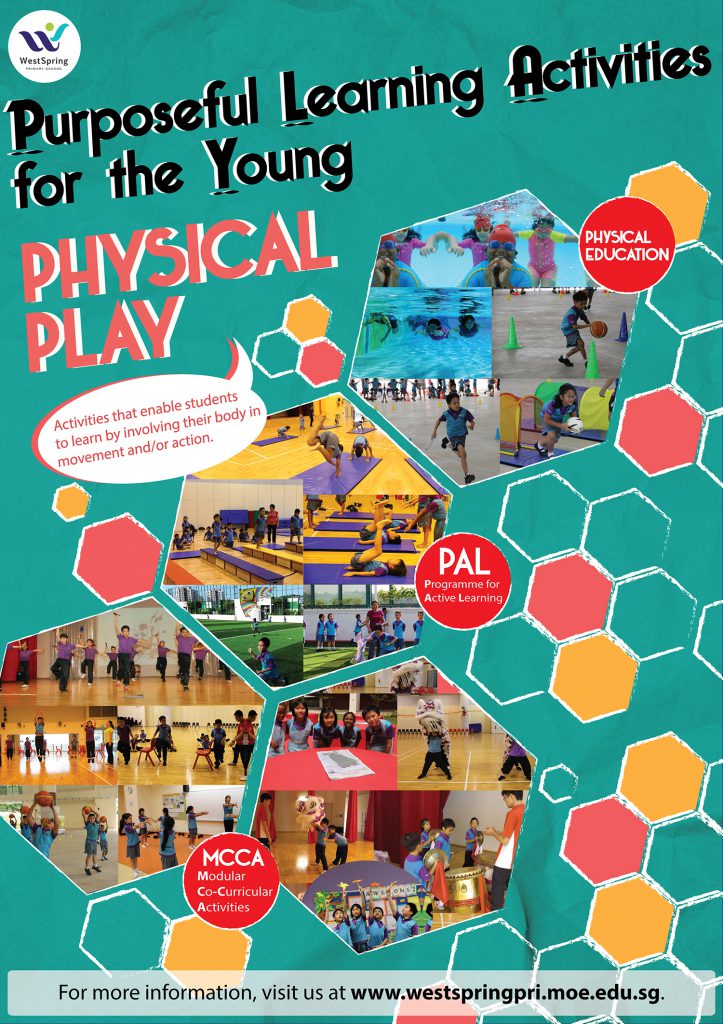 WestSpring
PRIMARY SCHOOL
Purposeful Learning Activities
for the Young
PHYSICAL
PLAY
Activities that enable students
to learn by involving their body in
movement and/or action.
PHYSICAL
EDUCATION
PAL
Programme for
Active Learning
MCCA
Modular
Co-Curricular
Activities
AWESOME
For more information, visit us at www.westspringpri.moe.edu.sg.